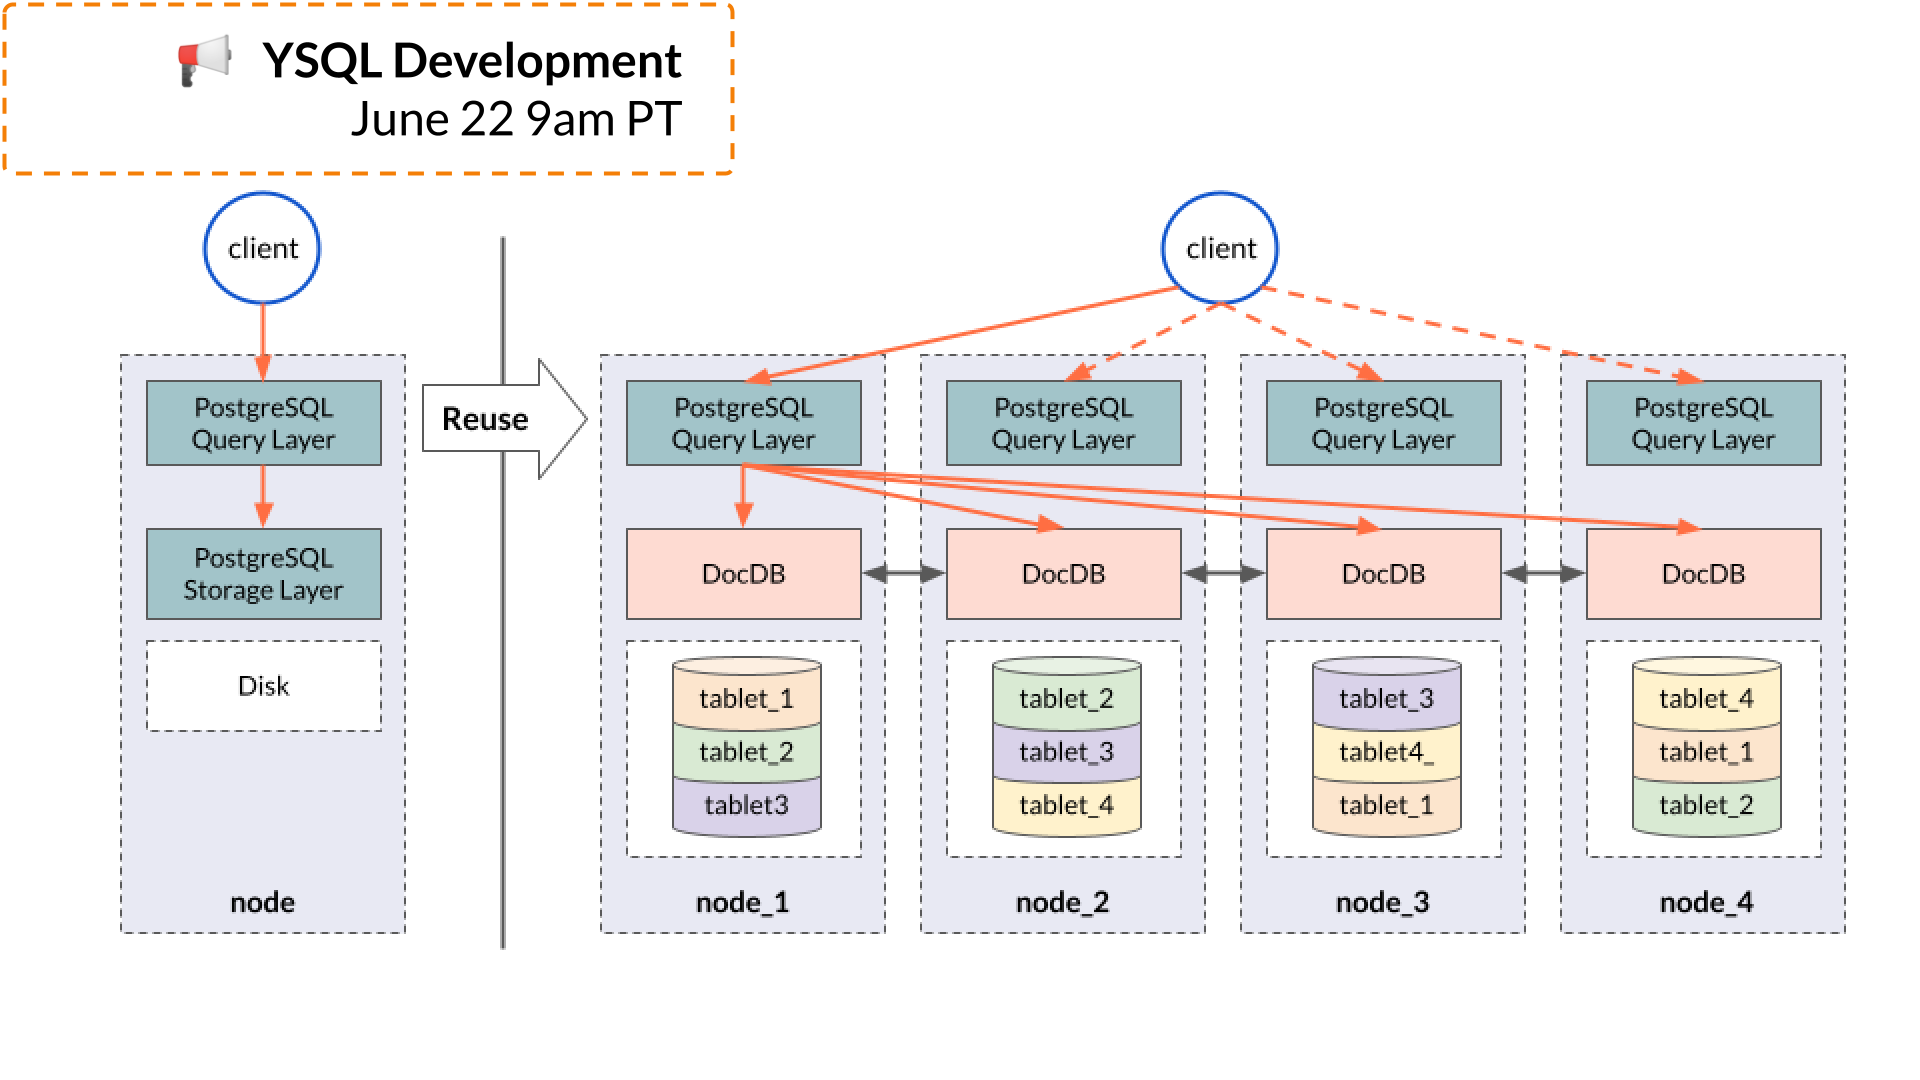 YSQL Development
June 22 9am PT
client
client
PostgreSQL
Query Layer
Reuse
PostgreSQL
Query Layer
PostgreSQL
Query Layer
PostgreSQL
Query Layer
PostgreSQL
Query Layer
PostgreSQL
Storage Layer
DocDB
DocDB
DocDB
DocDB
Disk
tablet_1
tablet_2
tablet3
tablet_2
tablet_3
tablet_4
tablet_3
tablet4_
tablet_1
tablet_4
tablet_1
tablet_2
node
node_1
node_2
node_3
node_4